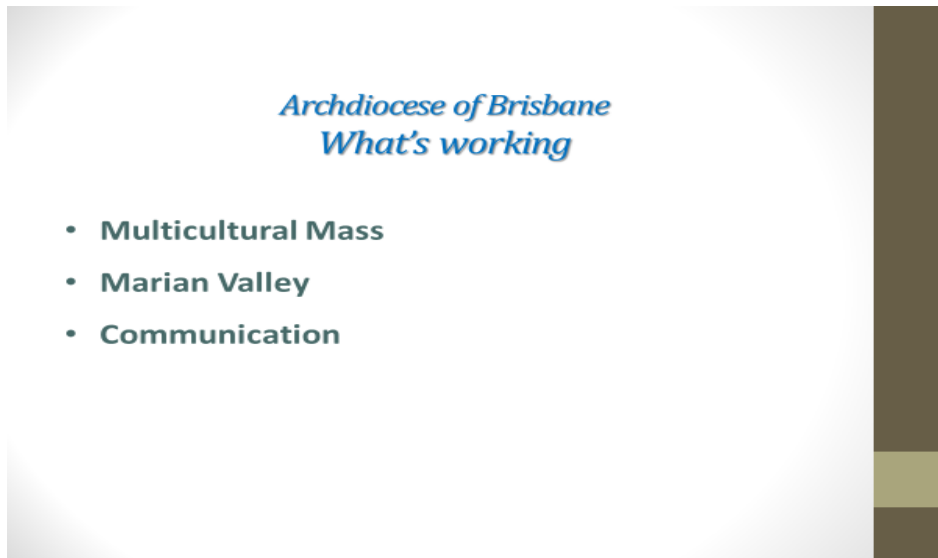 Archdiocese of Brisbane
What's working
• Multicultural Mass
• Marian Valley
• Communication